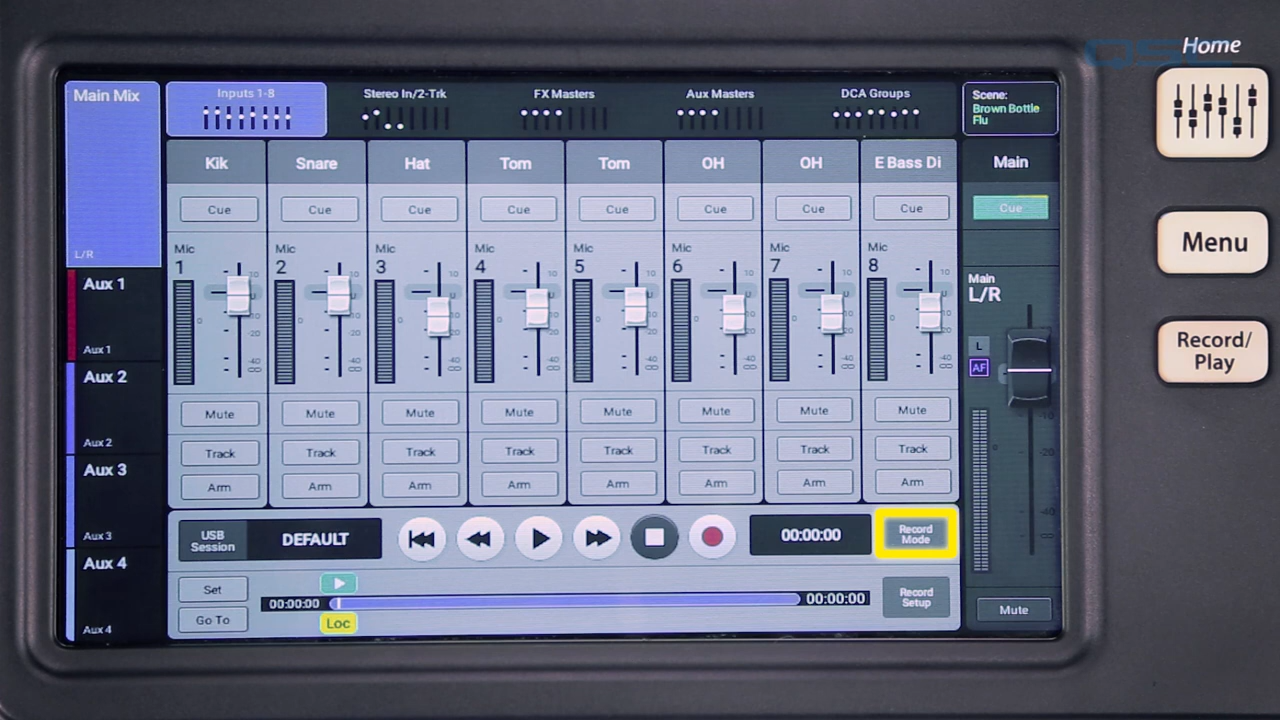 QSC
Home
Main Mix
L/R
Inputs 1-8
Stereo In/2-Trk
FX Masters
Aux Masters
DCA Groups
Scene:
Brown Bottle
Flu
Kik
Snare
Hat
Tom
Tom
OH
OH
E Bass Di
Main
Cue
Cue
Cue
Cue
Cue
Cue
Cue
Cue
Cue
Menu
Mic
1
Mic
2
Mic
3
Mic
4
Mic
5
Mic
6
Mic
7
Mic
8
Main
L/R
Aux 1
Aux 1
Aux 2
Aux 2
Aux 3
Aux 3
Aux 4
Aux 4
L
AF
Record/
Play
Mute
Mute
Mute
Mute
Mute
Mute
Mute
Mute
Track
Track
Track
Track
Track
Track
Track
Track
Arm
Arm
Arm
Arm
Arm
Arm
Arm
Arm
USB
Session
DEFAULT
00:00:00
Record
Mode
Set
Go To
00:00:00
Loc
00:00:00
Record
Setup
Mute